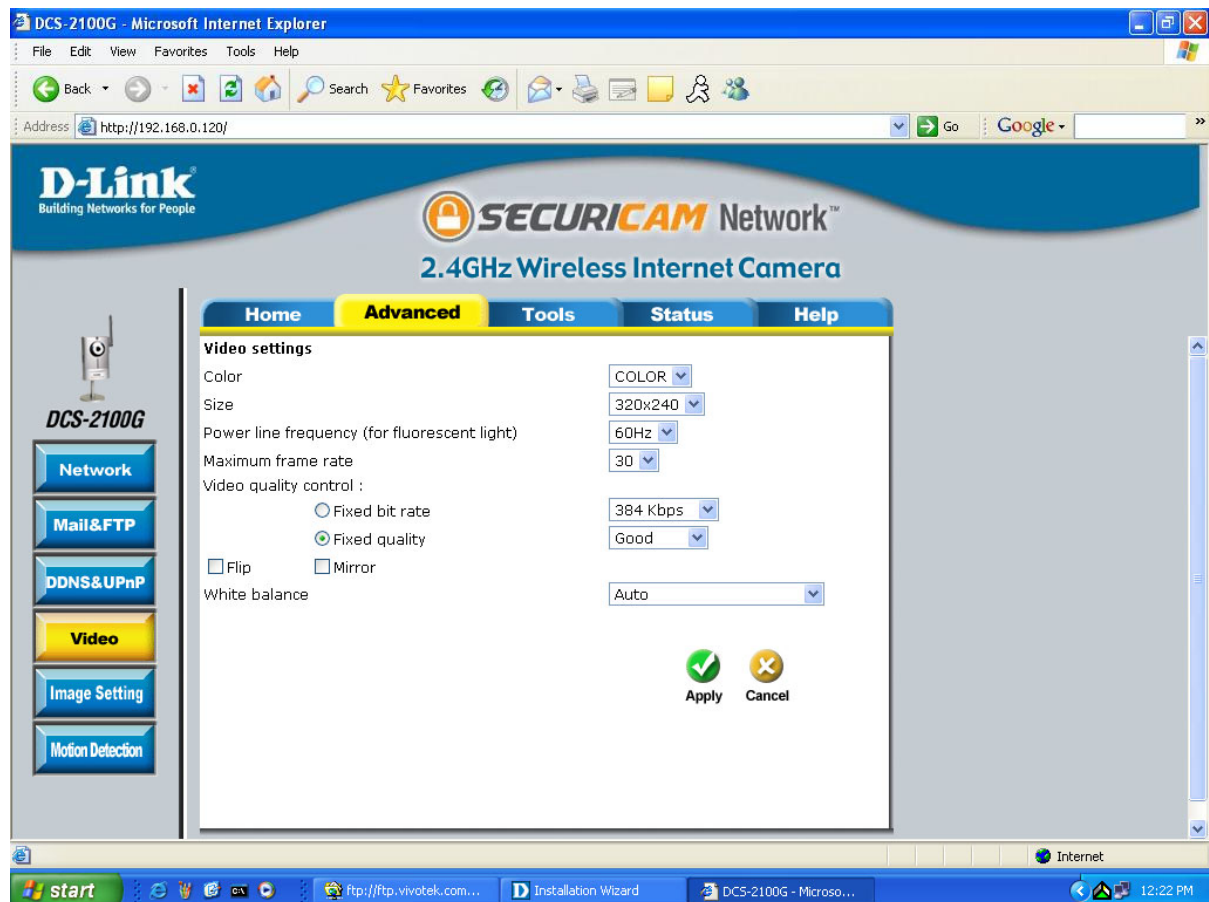 DCS-2100G - Microsoft Internet Explorer
File Edit View Favorites Tools Help
Back Search Favorites
Address http://192.168.0.120/ Go Google
D-Link
Building Networks for People
SECURICAM Network™
2.4GHz Wireless Internet Camera
Home Advanced Tools Status Help
DCS-2100G
Network
Mail&FTP
DDNS&UPnP
Video
Image Setting
Motion Detection
Video settings
Color COLOR
Size 320x240
Power line frequency (for fluorescent light) 60Hz
Maximum frame rate 30
Video quality control :
Fixed bit rate 384 Kbps
Fixed quality Good
Flip Mirror
White balance Auto
Apply Cancel
Internet
start ftp://ftp.vivotek.com... Installation Wizard DCS-2100G - Microso... 12:22 PM